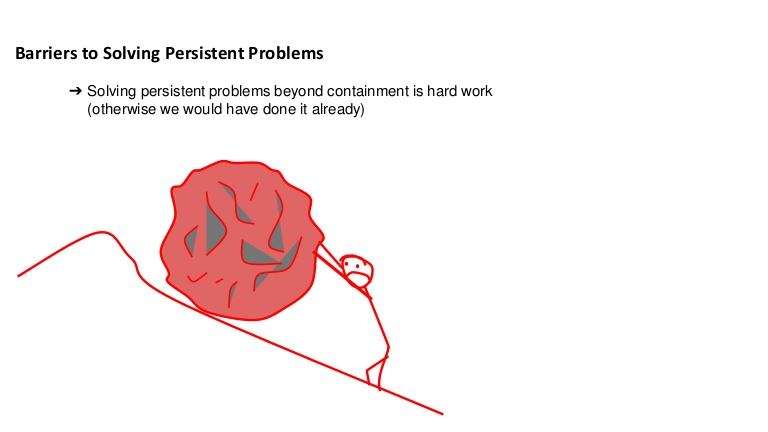 Barriers to Solving Persistent Problems
➔ Solving persistent problems beyond containment is hard work
(otherwise we would have done it already)